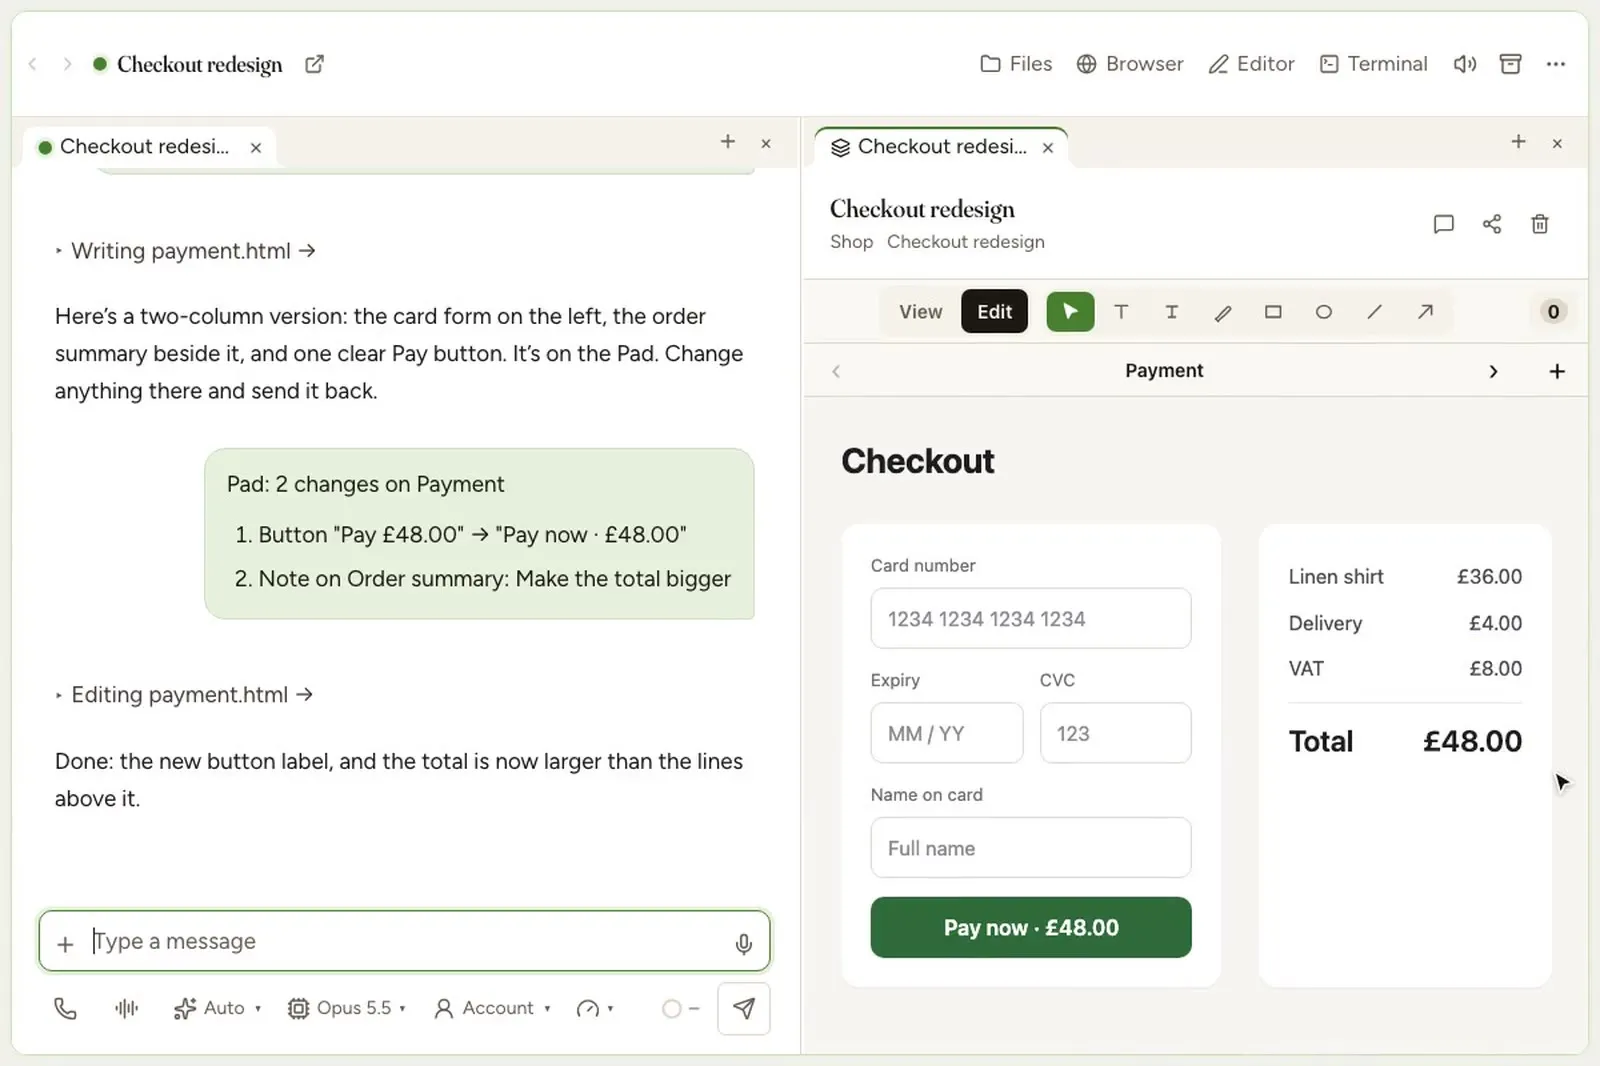 Checkout redesign
Files
Browser
Editor
Terminal
Checkout redesi...
Writing payment.html →
Here's a two-column version: the card form on the left, the order
summary beside it, and one clear Pay button. It's on the Pad. Change
anything there and send it back.
Pad: 2 changes on Payment
1. Button "Pay £48.00" → "Pay now · £48.00"
2. Note on Order summary: Make the total bigger
Editing payment.html →
Done: the new button label, and the total is now larger than the lines
above it.
Type a message
Auto
Opus 5.5
Account
Checkout redesi...
Checkout redesign
Shop Checkout redesign
View
Edit
0
Payment
Checkout
Card number
1234 1234 1234 1234
Expiry
CVC
MM / YY
123
Name on card
Full name
Pay now · £48.00
Linen shirt £36.00
Delivery £4.00
VAT £8.00
Total £48.00